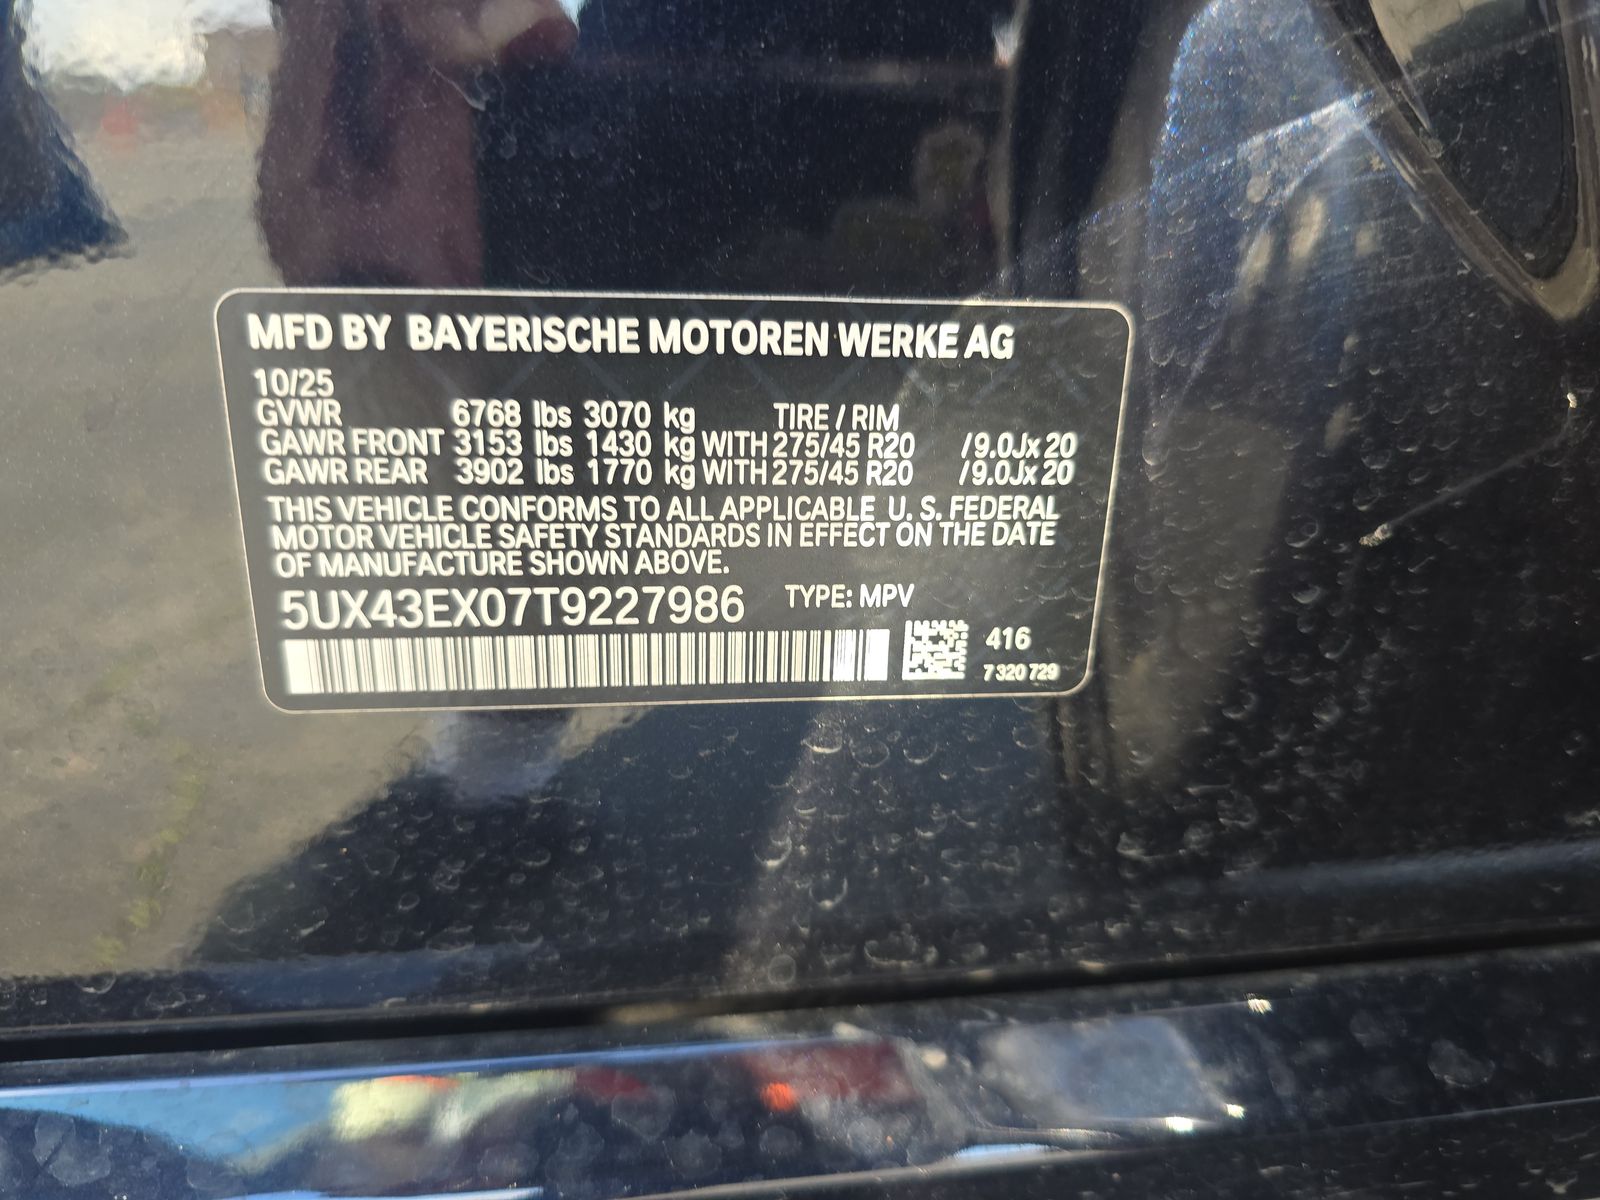 MFD BY BAYERISCHE MOTOREN WERKE AG
10/25
GVWR 6768 lbs 3070 kg TIRE / RIM
GAWR FRONT 3153 lbs 1430 kg WITH 275/45 R20 /9.0Jx20
GAWR REAR 3902 lbs 1770 kg WITH 275/45 R20 /9.0Jx20
THIS VEHICLE CONFORMS TO ALL APPLICABLE U. S. FEDERAL
MOTOR VEHICLE SAFETY STANDARDS IN EFFECT ON THE DATE
OF MANUFACTURE SHOWN ABOVE.
5UX43EX07T9227986 TYPE: MPV
416
7 320 729